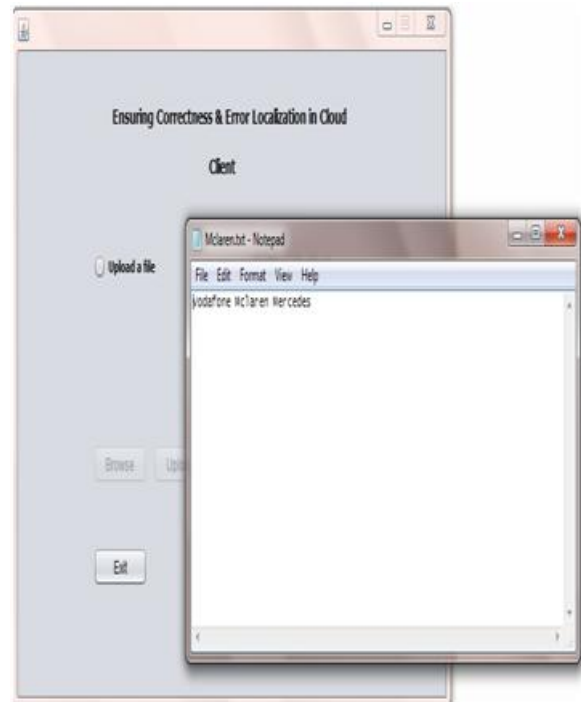 Ensuring Correctness & Error Localization in Cloud
Client
Upload a file
Browse
Exit
Mclaren.txt - Notepad
File Edit Format View Help
Vodafone Mclaren Mercedes